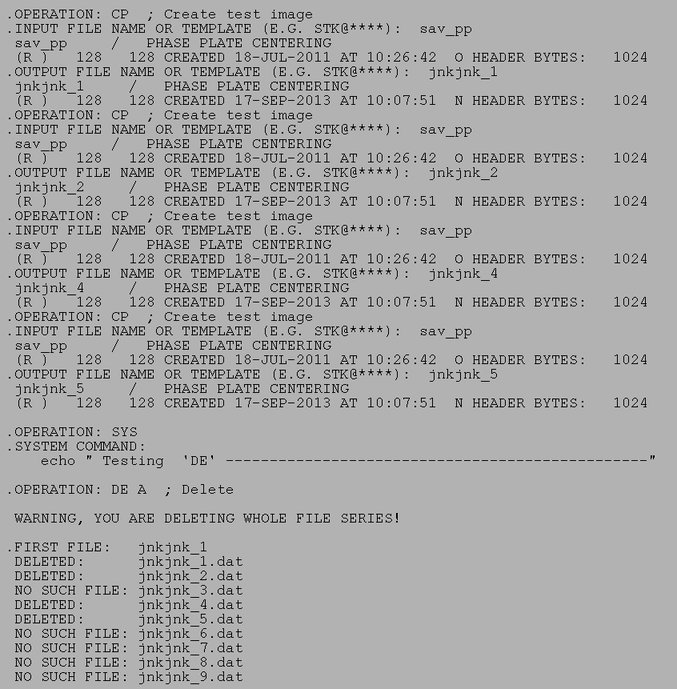 .OPERATION: CP  ; Create test image
.INPUT FILE NAME OR TEMPLATE (E.G. STK@****):  sav_pp
 sav_pp     /   PHASE PLATE CENTERING
 (R )   128   128 CREATED 18-JUL-2011 AT 10:26:42  O HEADER BYTES:   1024
.OUTPUT FILE NAME OR TEMPLATE (E.G. STK@****):  jnkjnk_1
 jnkjnk_1     /   PHASE PLATE CENTERING
 (R )   128   128 CREATED 17-SEP-2013 AT 10:07:51  N HEADER BYTES:   1024
.OPERATION: CP  ; Create test image
.INPUT FILE NAME OR TEMPLATE (E.G. STK@****):  sav_pp
 sav_pp     /   PHASE PLATE CENTERING
 (R )   128   128 CREATED 18-JUL-2011 AT 10:26:42  O HEADER BYTES:   1024
.OUTPUT FILE NAME OR TEMPLATE (E.G. STK@****):  jnkjnk_2
 jnkjnk_2     /   PHASE PLATE CENTERING
 (R )   128   128 CREATED 17-SEP-2013 AT 10:07:51  N HEADER BYTES:   1024
.OPERATION: CP  ; Create test image
.INPUT FILE NAME OR TEMPLATE (E.G. STK@****):  sav_pp
 sav_pp     /   PHASE PLATE CENTERING
 (R )   128   128 CREATED 18-JUL-2011 AT 10:26:42  O HEADER BYTES:   1024
.OUTPUT FILE NAME OR TEMPLATE (E.G. STK@****):  jnkjnk_4
 jnkjnk_4     /   PHASE PLATE CENTERING
 (R )   128   128 CREATED 17-SEP-2013 AT 10:07:51  N HEADER BYTES:   1024
.OPERATION: CP  ; Create test image
.INPUT FILE NAME OR TEMPLATE (E.G. STK@****):  sav_pp
 sav_pp     /   PHASE PLATE CENTERING
 (R )   128   128 CREATED 18-JUL-2011 AT 10:26:42  O HEADER BYTES:   1024
.OUTPUT FILE NAME OR TEMPLATE (E.G. STK@****):  jnkjnk_5
 jnkjnk_5     /   PHASE PLATE CENTERING
 (R )   128   128 CREATED 17-SEP-2013 AT 10:07:51  N HEADER BYTES:   1024
.OPERATION: SYS
.SYSTEM COMMAND:
    echo " Testing  'DE' ------------------------------------------------"
.OPERATION: DE A  ; Delete
 WARNING, YOU ARE DELETING WHOLE FILE SERIES!
.FIRST FILE:   jnkjnk_1
 DELETED:      jnkjnk_1.dat
 DELETED:      jnkjnk_2.dat
 NO SUCH FILE: jnkjnk_3.dat
 DELETED:      jnkjnk_4.dat
 DELETED:      jnkjnk_5.dat
 NO SUCH FILE: jnkjnk_6.dat
 NO SUCH FILE: jnkjnk_7.dat
 NO SUCH FILE: jnkjnk_8.dat
 NO SUCH FILE: jnkjnk_9.dat